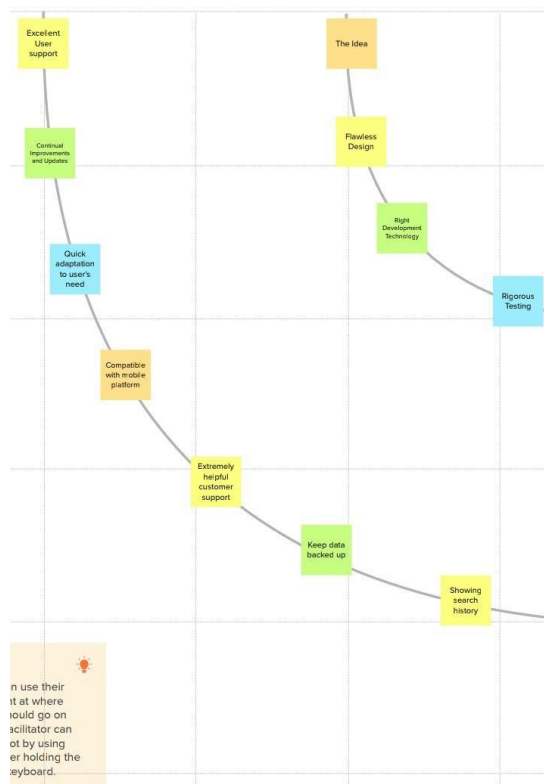 Excellent
User
support
The Idea
Continual
Improvements
and Updates
Flawless
Design
Right
Development
Technology
Quick
adaptation
to user's
need
Rigorous
Testing
Compatible
with mobile
platform
Extremely
helpful
customer
support
Keep data
backed up
Showing
search
history
n use their
at where
ould go on
acilitator can
ot by using
er holding the
eyboard.